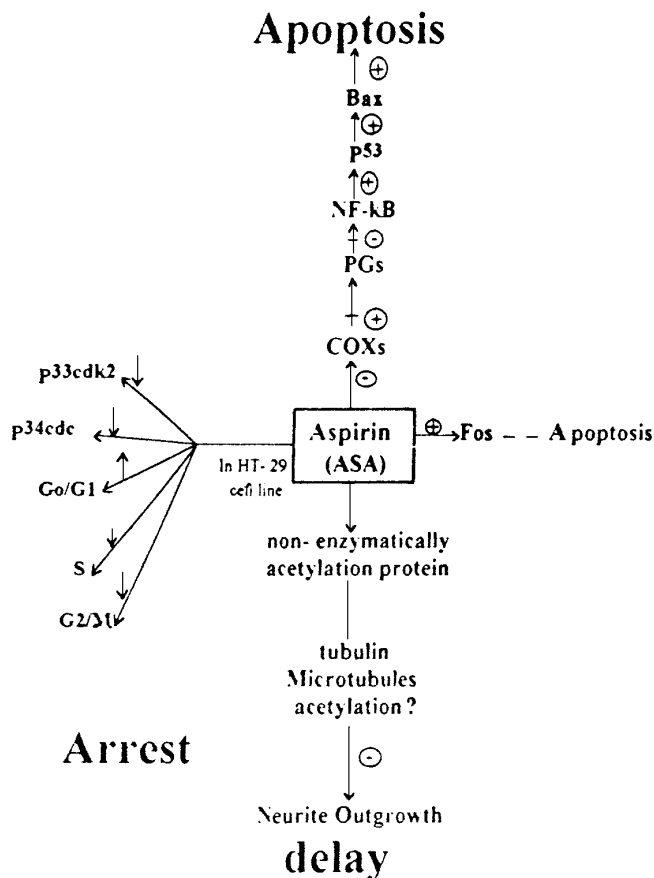 Apoptosis
⊕
Bax
⊕
P53
⊕
NF-kB
⊖
PGs
⊕
COXs
⊖
p33cdk2
p34cdc
Go/G1
S
G2/M
In HT-29
cell line
Aspirin
(ASA)
⊕
Fos -- Apoptosis
non-enzymatically
acetylation protein
tubulin
Microtubules
acetylation ?
⊖
Arrest
Neurite Outgrowth
delay